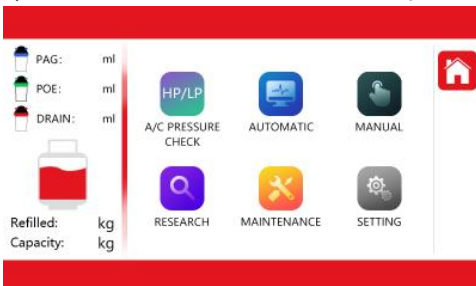 PAG: ml
POE: ml
DRAIN: ml
Refilled: kg
Capacity: kg
HP/LP
A/C PRESSURE
CHECK
AUTOMATIC
MANUAL
RESEARCH
MAINTENANCE
SETTING